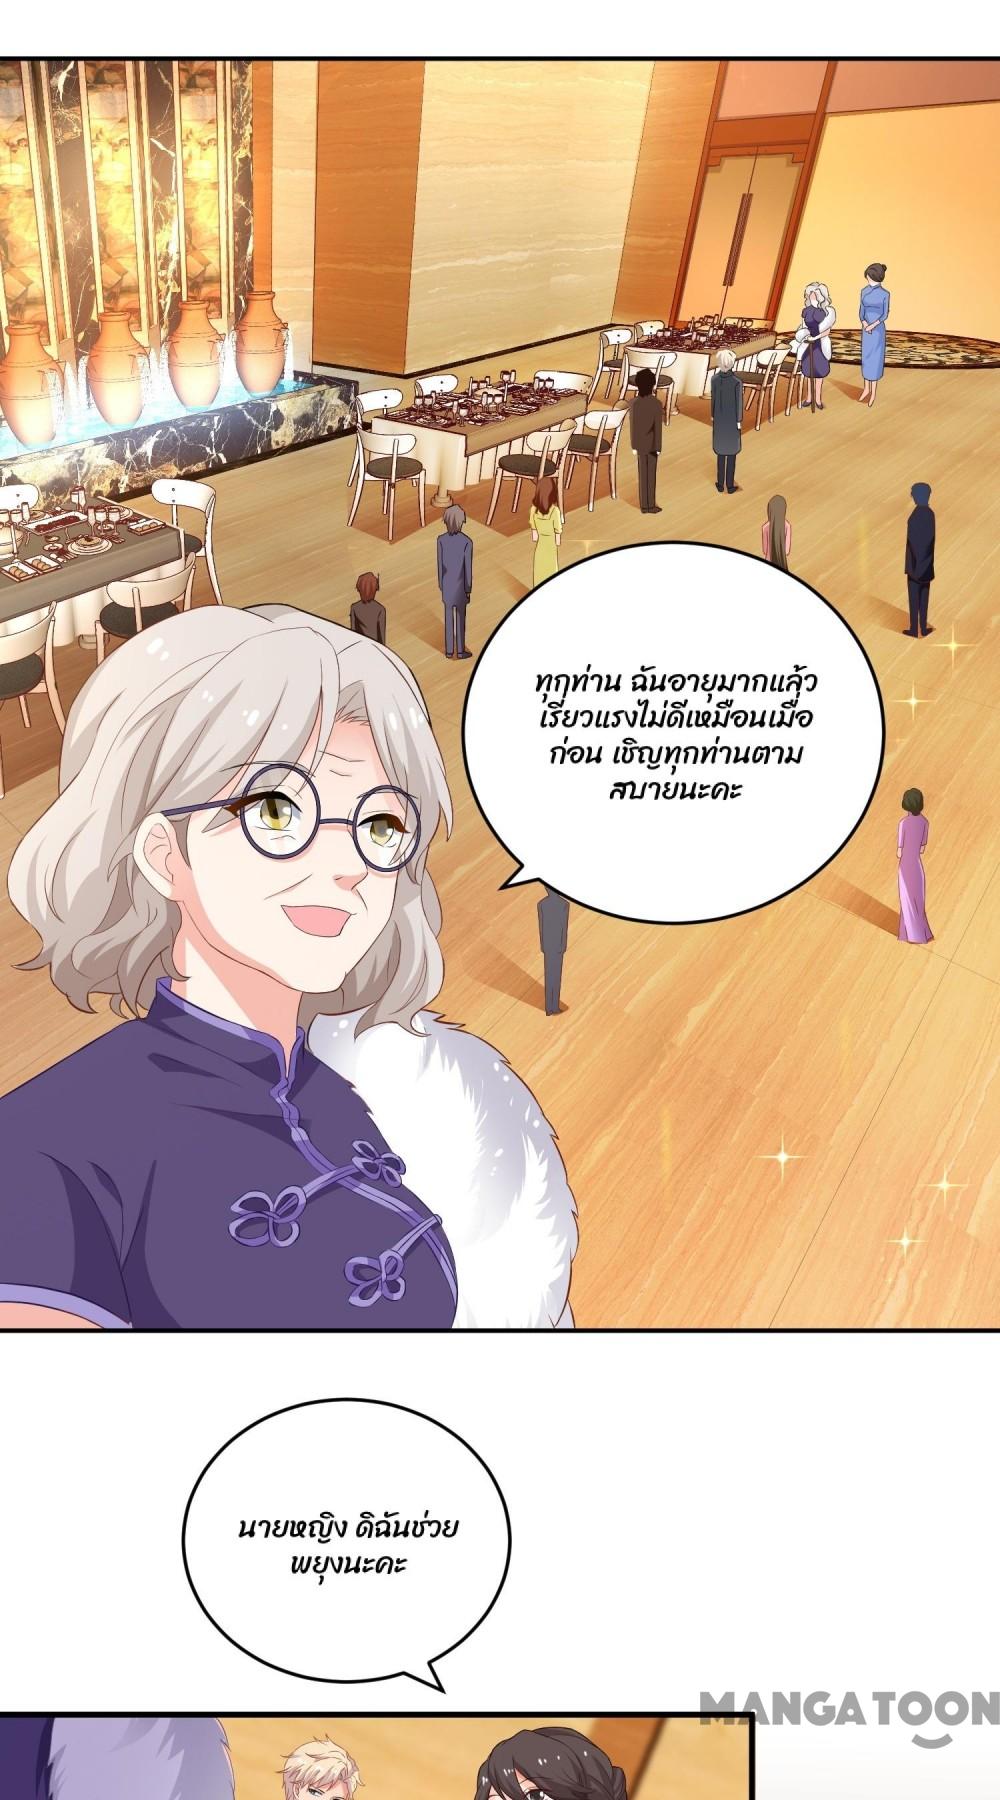 ทุกท่าน ฉันอายุมากแล้ว
เรี่ยวแรงไม่ดีเหมือนเมื่อ
ก่อน เชิญทุกท่านตาม
สบายนะคะ
นายหญิง ดิฉันช่วย
พยุงนะคะ
MANGATOON